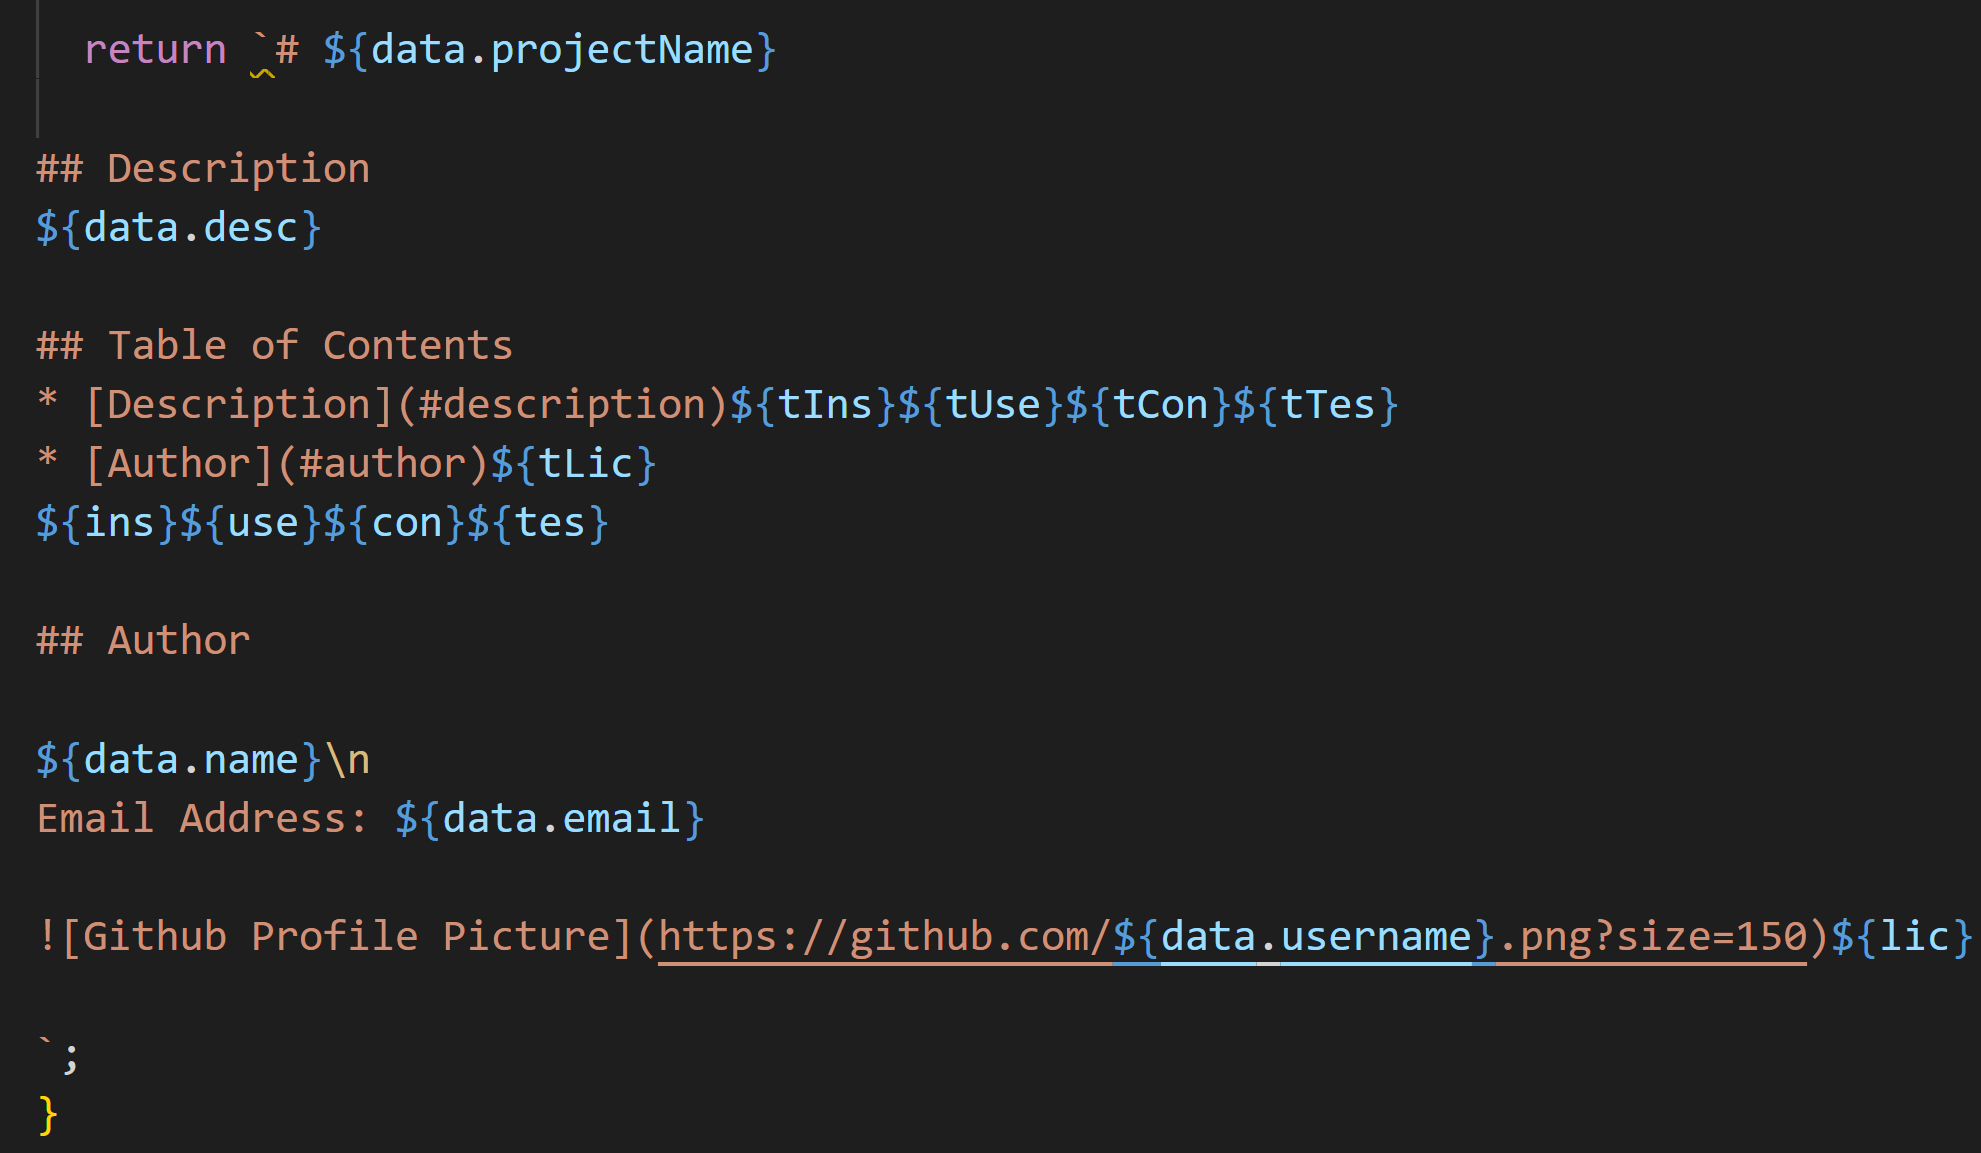 return `# ${data.projectName}
## Description
${data.desc}
## Table of Contents
* [Description](#description)${tIns}${tUse}${tCon}${tTes}
* [Author](#author)${tLic}
${ins}${use}${con}${tes}
## Author
${data.name}\n
Email Address: ${data.email}
![Github Profile Picture](https://github.com/${data.username}.png?size=150)${lic}
`;
}